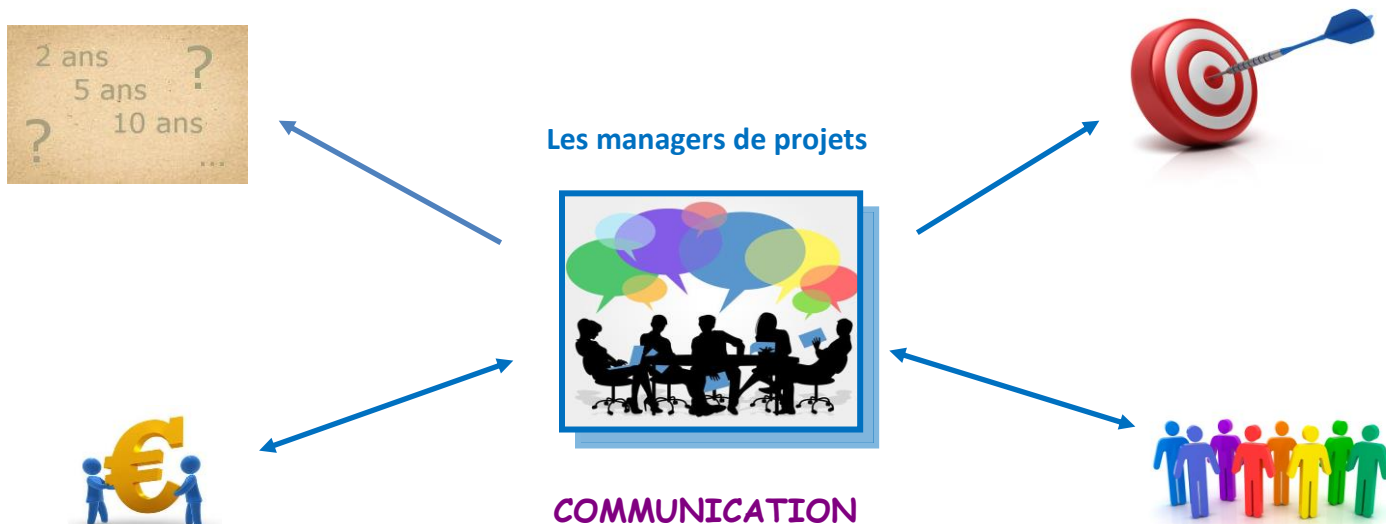 2 ans ?
5 ans
? 10 ans
...
Les managers de projets
€
COMMUNICATION